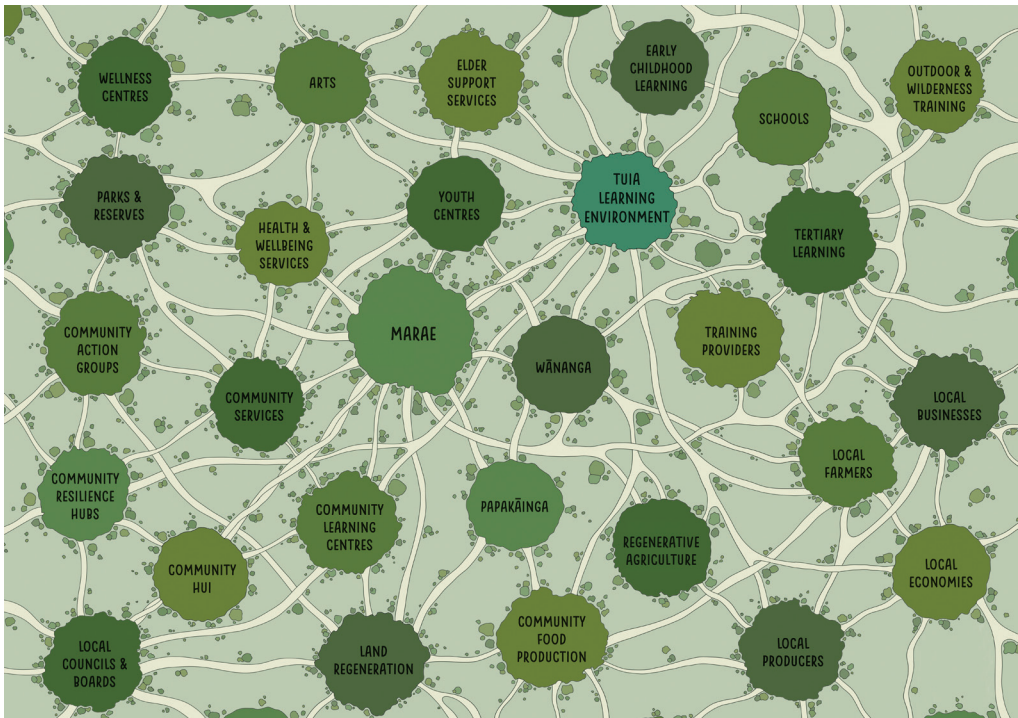 WELLNESS
CENTRES
ARTS
ELDER
SUPPORT
SERVICES
EARLY
CHILDHOOD
LEARNING
SCHOOLS
OUTDOOR &
WILDERNESS
TRAINING
PARKS &
RESERVES
HEALTH &
WELLBEING
SERVICES
YOUTH
CENTRES
TUIA
LEARNING
ENVIRONMENT
TERTIARY
LEARNING
COMMUNITY
ACTION
GROUPS
COMMUNITY
SERVICES
MARAE
WĀNANGA
TRAINING
PROVIDERS
LOCAL
BUSINESSES
COMMUNITY
RESILIENCE
HUBS
COMMUNITY
HUI
COMMUNITY
LEARNING
CENTRES
PAPAKĀINGA
REGENERATIVE
AGRICULTURE
LOCAL
FARMERS
LOCAL
ECONOMIES
LOCAL
COUNCILS &
BOARDS
LAND
REGENERATION
COMMUNITY
FOOD
PRODUCTION
LOCAL
PRODUCERS